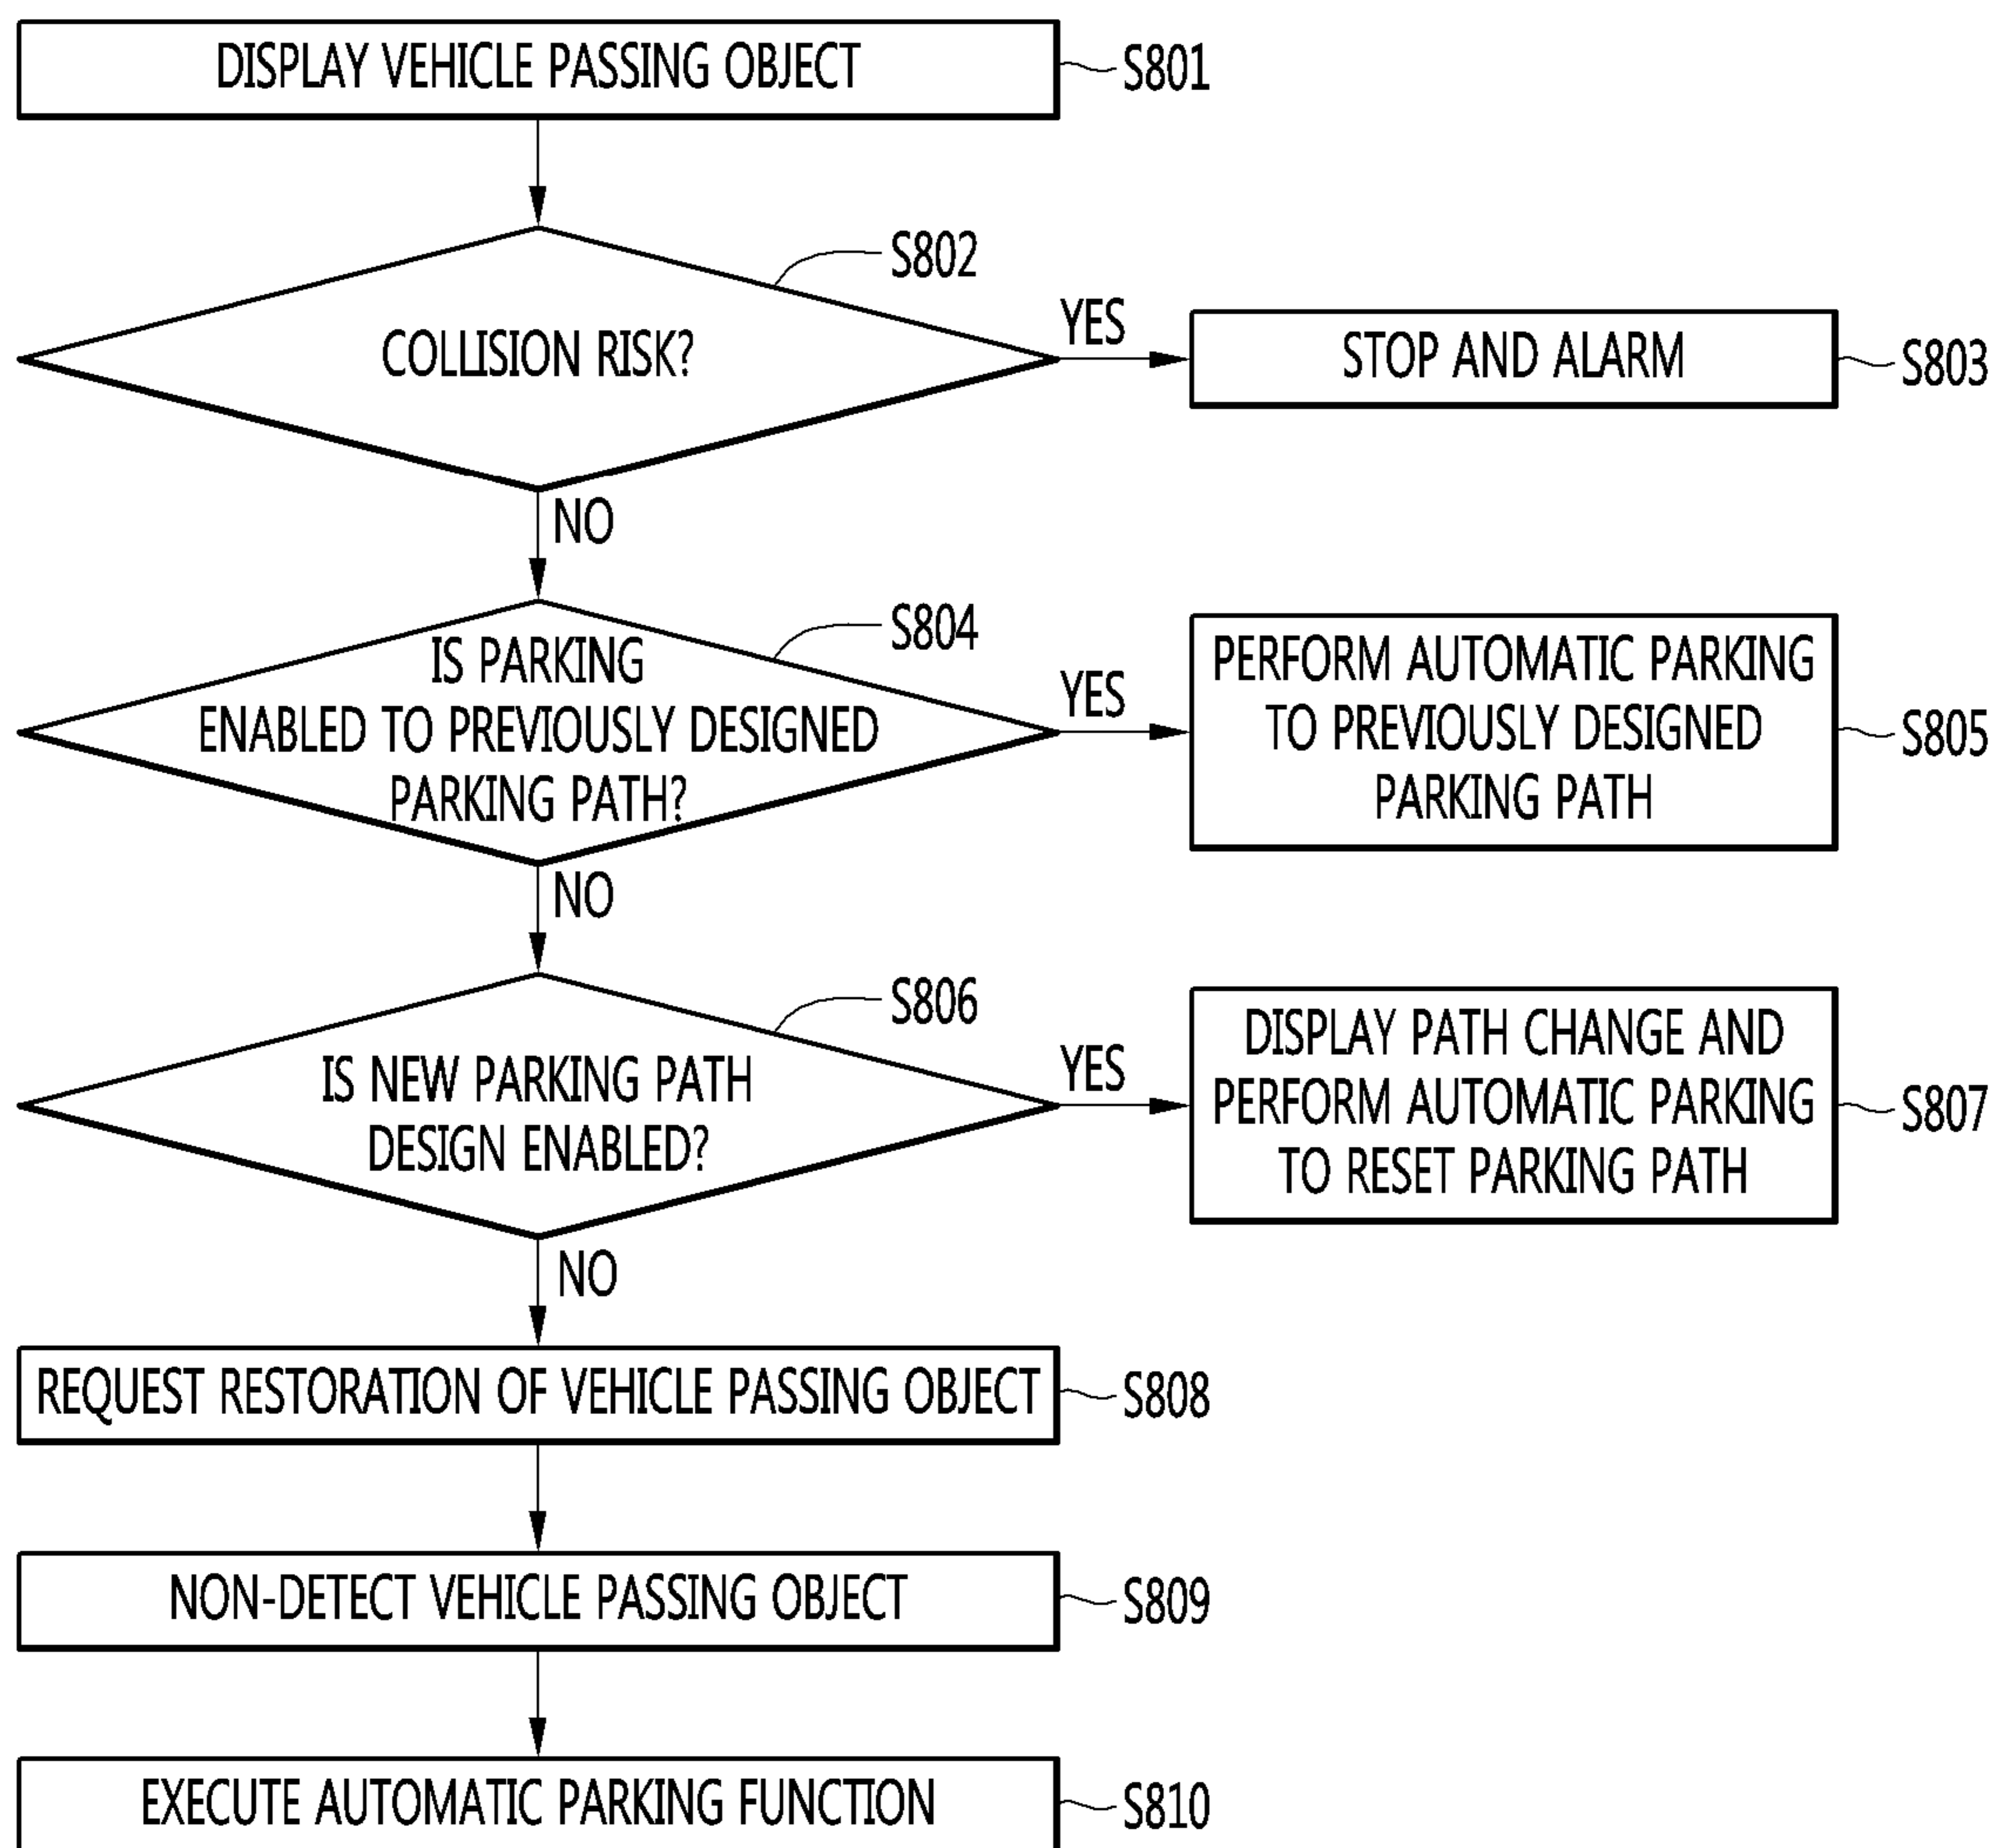 DISPLAY VEHICLE PASSING OBJECT
S801
S802
COLLISION RISK?
YES
STOP AND ALARM
S803
NO
S804
IS PARKING
ENABLED TO PREVIOUSLY DESIGNED
PARKING PATH?
YES
PERFORM AUTOMATIC PARKING
TO PREVIOUSLY DESIGNED
PARKING PATH
S805
NO
S806
IS NEW PARKING PATH
DESIGN ENABLED?
YES
DISPLAY PATH CHANGE AND
PERFORM AUTOMATIC PARKING
TO RESET PARKING PATH
S807
NO
REQUEST RESTORATION OF VEHICLE PASSING OBJECT
S808
NON-DETECT VEHICLE PASSING OBJECT
S809
EXECUTE AUTOMATIC PARKING FUNCTION
S810